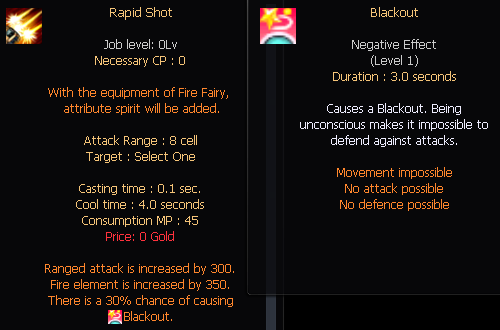 Rapid Shot
Job level: 0Lv
Necessary CP : 0
With the equipment of Fire Fairy,
attribute spirit will be added.
Attack Range : 8 cell
Target : Select One
Casting time : 0.1 sec.
Cool time : 4.0 seconds
Consumption MP : 45
Price: 0 Gold
Ranged attack is increased by 300.
Fire element is increased by 350.
There is a 30% chance of causing
Blackout.
Blackout
Negative Effect
(Level 1)
Duration : 3.0 seconds
Causes a Blackout. Being
unconscious makes it impossible to
defend against attacks.
Movement impossible
No attack possible
No defence possible